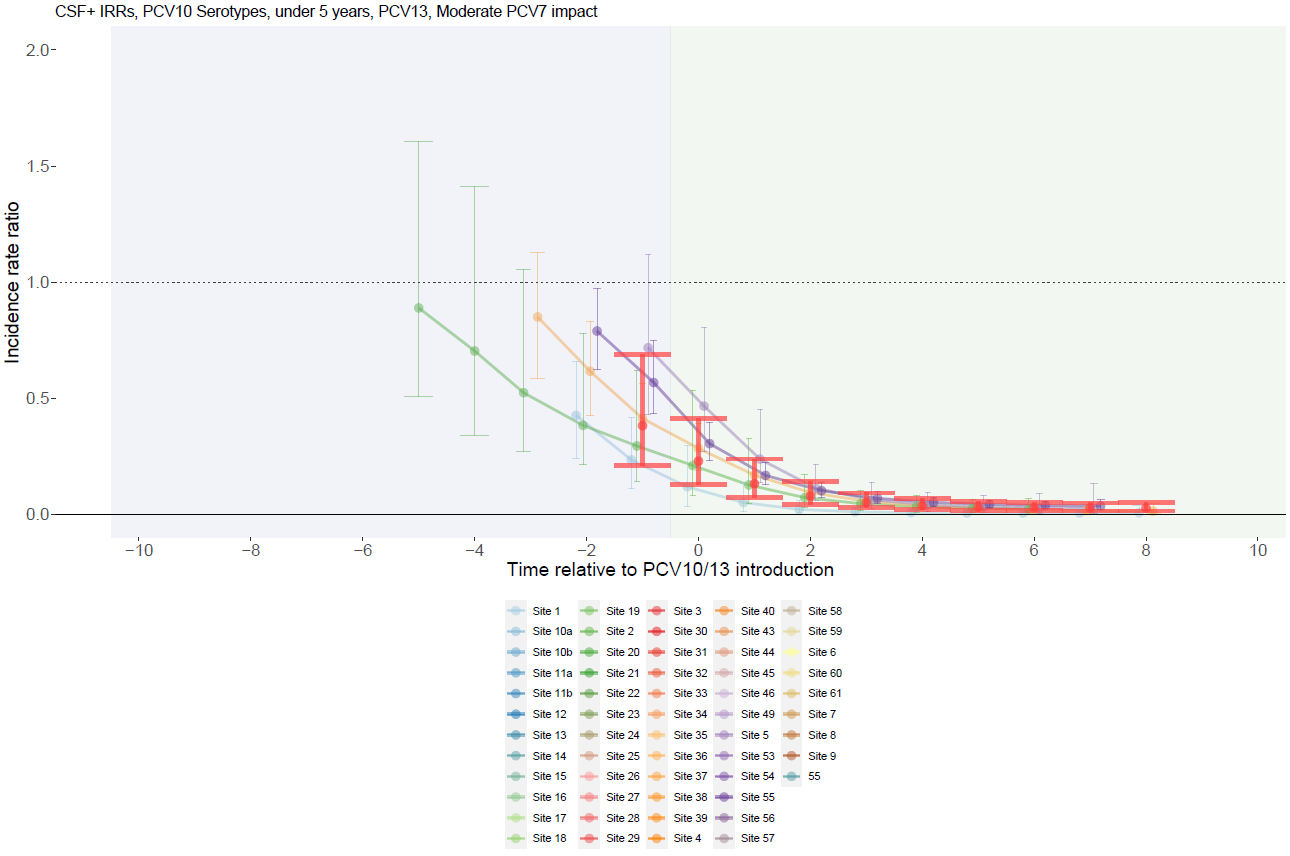 CSF+ IRRs, PCV10 Serotypes, under 5 years, PCV13, Moderate PCV7 impact
Incidence rate ratio
2.0
1.5
1.0
0.5
0.0
−10 −8 −6 −4 −2 0 2 4 6 8 10
Time relative to PCV10/13 introduction
Site 1 Site 19 Site 3 Site 40 Site 58
Site 10a Site 2 Site 30 Site 43 Site 59
Site 10b Site 20 Site 31 Site 44 Site 6
Site 11a Site 21 Site 32 Site 45 Site 60
Site 11b Site 22 Site 33 Site 46 Site 61
Site 12 Site 23 Site 34 Site 49 Site 7
Site 13 Site 24 Site 35 Site 5 Site 8
Site 14 Site 25 Site 36 Site 53 Site 9
Site 15 Site 26 Site 37 Site 54 55
Site 16 Site 27 Site 38 Site 55
Site 17 Site 28 Site 39 Site 56
Site 18 Site 29 Site 4 Site 57